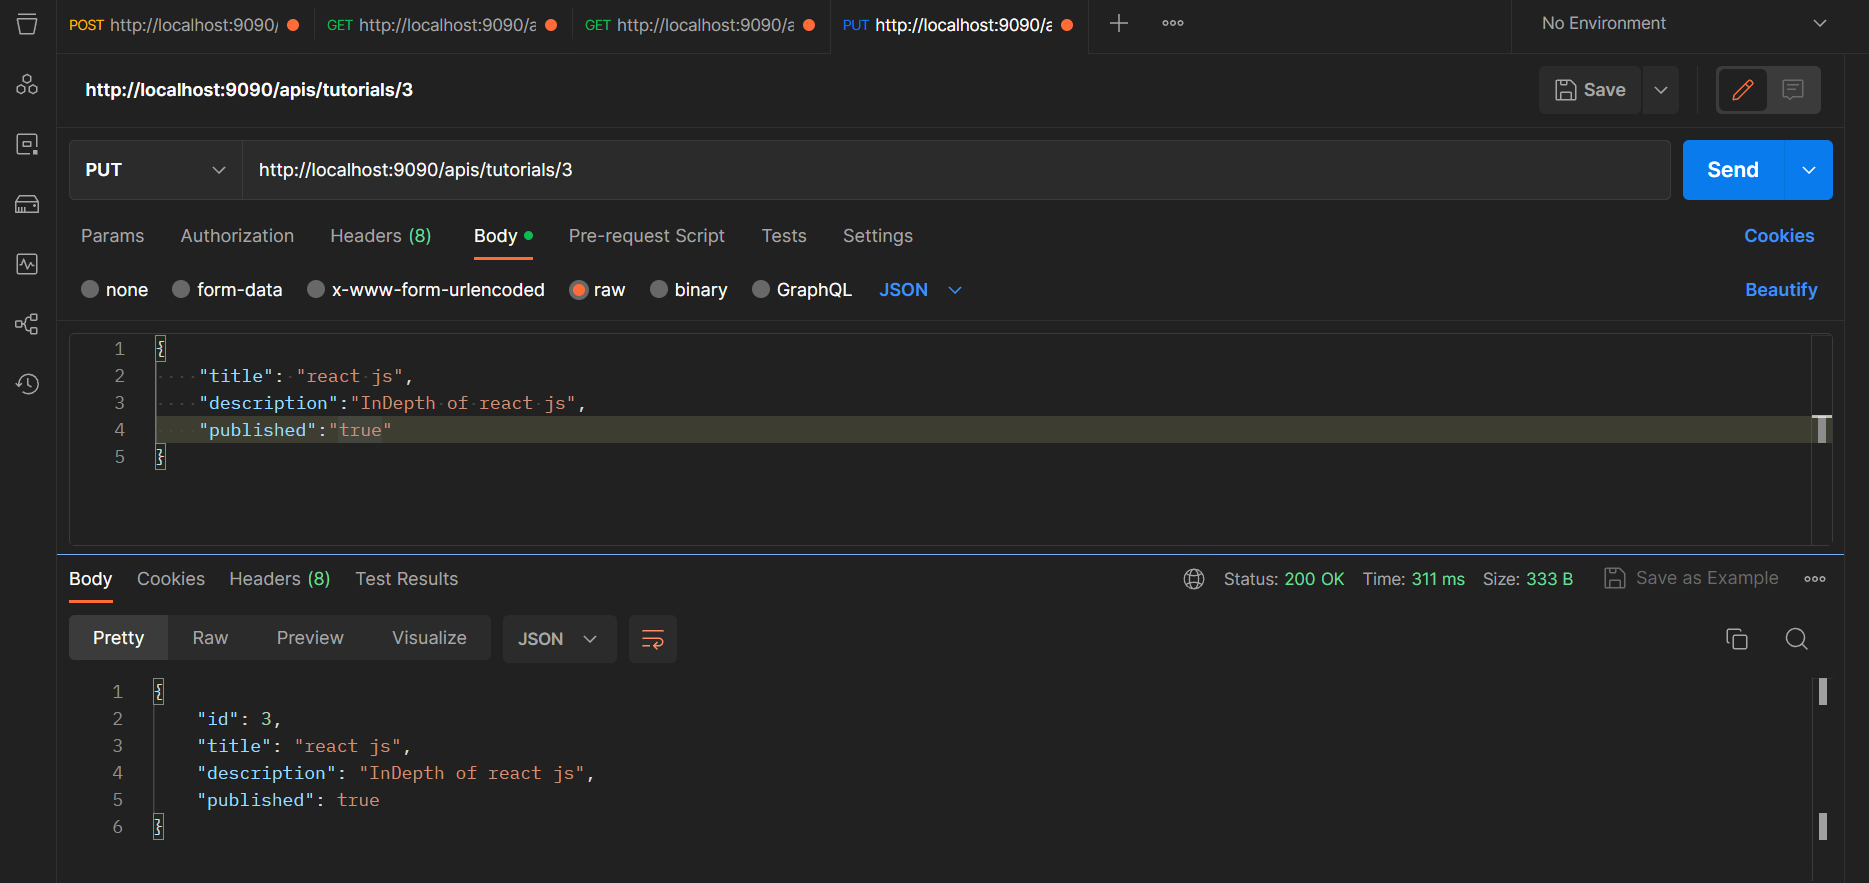 POST http://localhost:9090/ GET http://localhost:9090/a GET http://localhost:9090/a PUT http://localhost:9090/a No Environment
http://localhost:9090/apis/tutorials/3 Save
PUT http://localhost:9090/apis/tutorials/3 Send
Params Authorization Headers (8) Body Pre-request Script Tests Settings Cookies
none form-data x-www-form-urlencoded raw binary GraphQL JSON Beautify
1 {
2 "title": "react js",
3 "description":"InDepth of react js",
4 "published":"true"
5 }
Body Cookies Headers (8) Test Results Status: 200 OK Time: 311 ms Size: 333 B Save as Example
Pretty Raw Preview Visualize JSON
1 {
2 "id": 3,
3 "title": "react js",
4 "description": "InDepth of react js",
5 "published": true
6 }